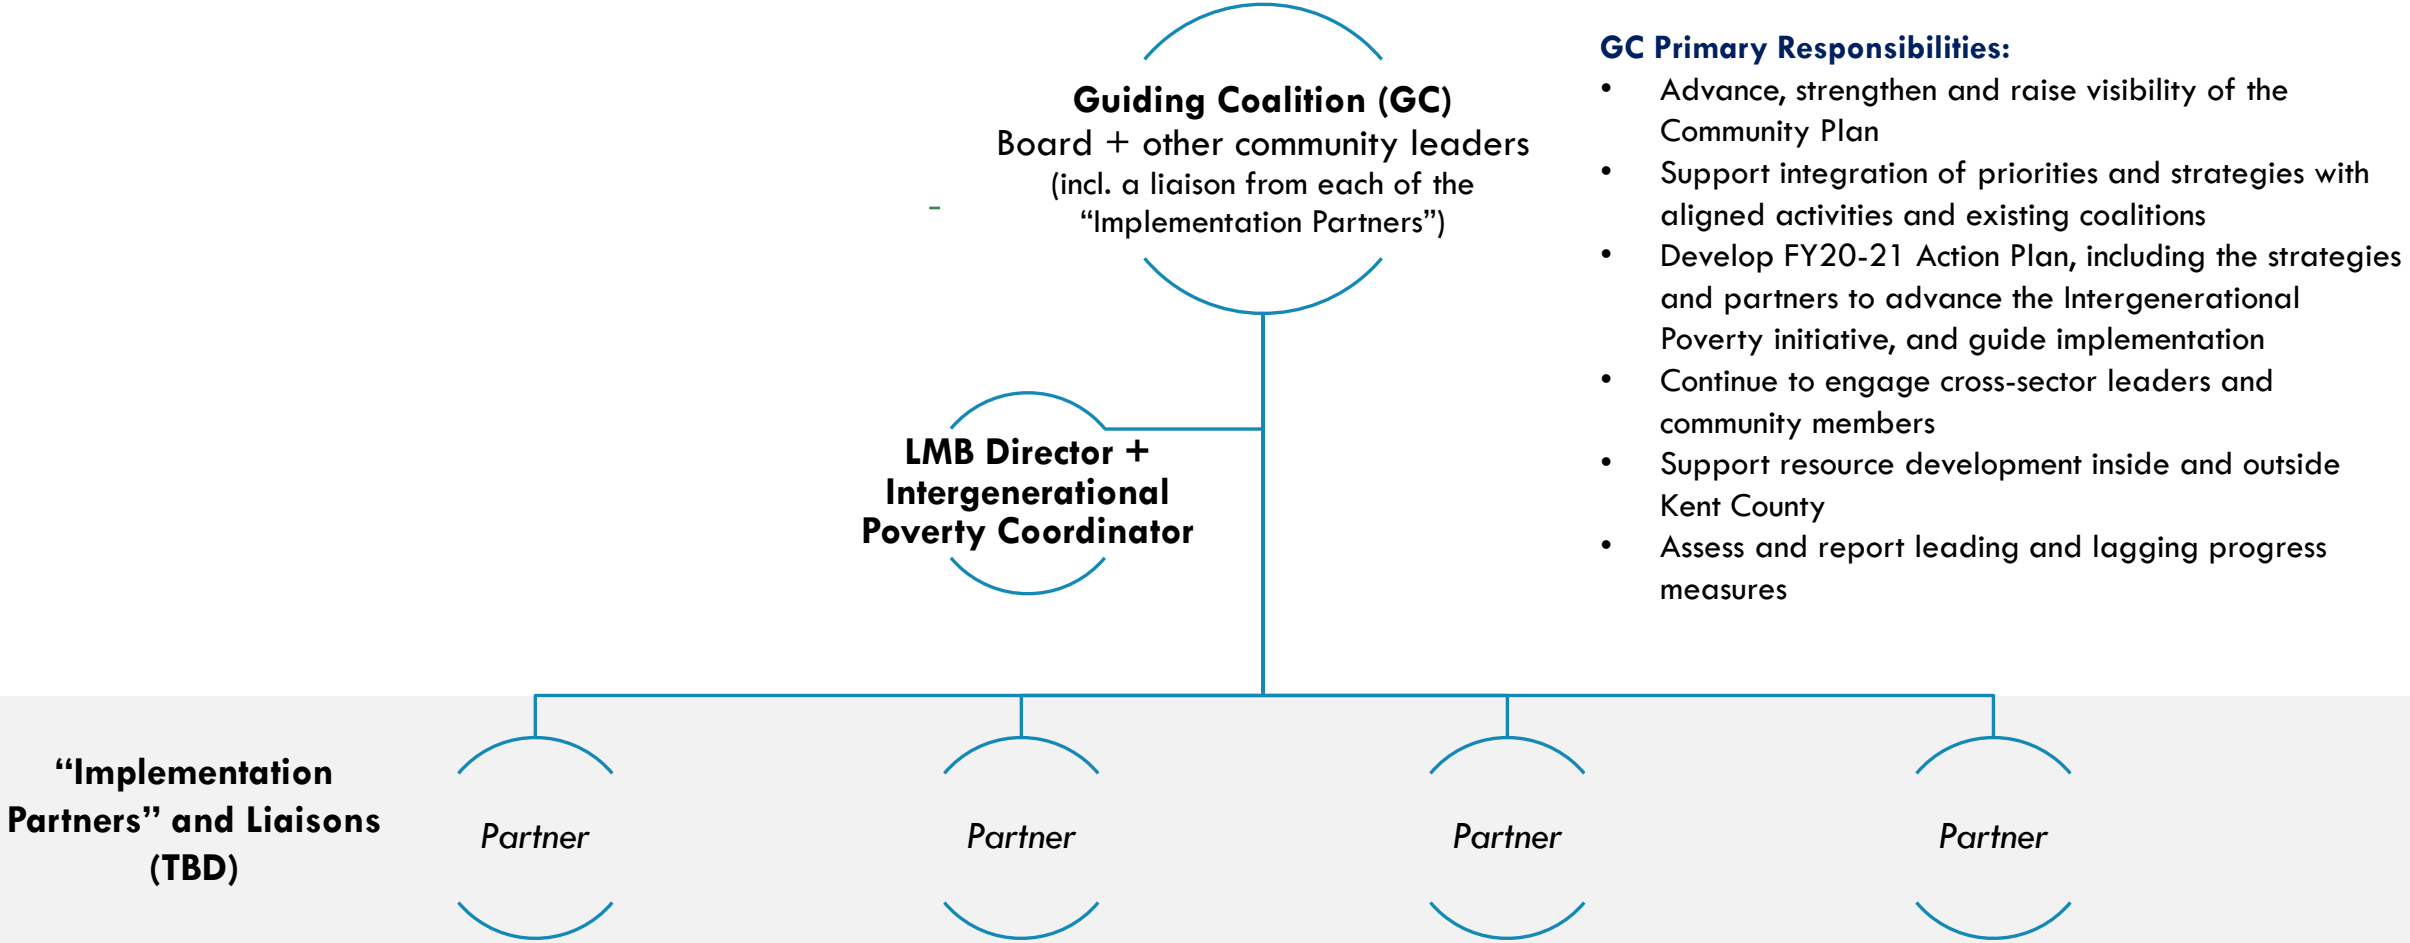 Guiding Coalition (GC)
Board + other community leaders
(incl. a liaison from each of the
“Implementation Partners”)
GC Primary Responsibilities:
• Advance, strengthen and raise visibility of the
Community Plan
• Support integration of priorities and strategies with
aligned activities and existing coalitions
• Develop FY20-21 Action Plan, including the strategies
and partners to advance the Intergenerational
Poverty initiative, and guide implementation
• Continue to engage cross-sector leaders and
community members
• Support resource development inside and outside
Kent County
• Assess and report leading and lagging progress
measures
LMB Director +
Intergenerational
Poverty Coordinator
“Implementation
Partners” and Liaisons
(TBD)
Partner
Partner
Partner
Partner